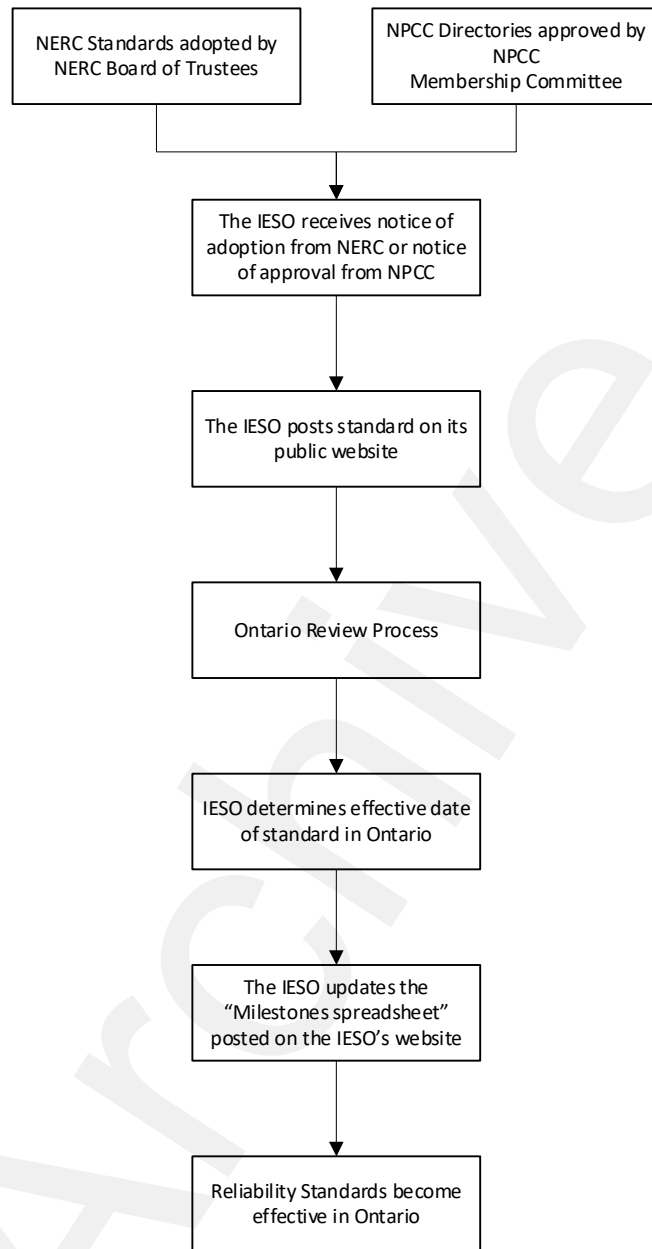 NERC Standards adopted by
NERC Board of Trustees
NPCC Directories approved by
NPCC
Membership Committee
The IESO receives notice of
adoption from NERC or notice
of approval from NPCC
The IESO posts standard on its
public website
Ontario Review Process
IESO determines effective date
of standard in Ontario
The IESO updates the
“Milestones spreadsheet”
posted on the IESO’s website
Reliability Standards become
effective in Ontario
Archive